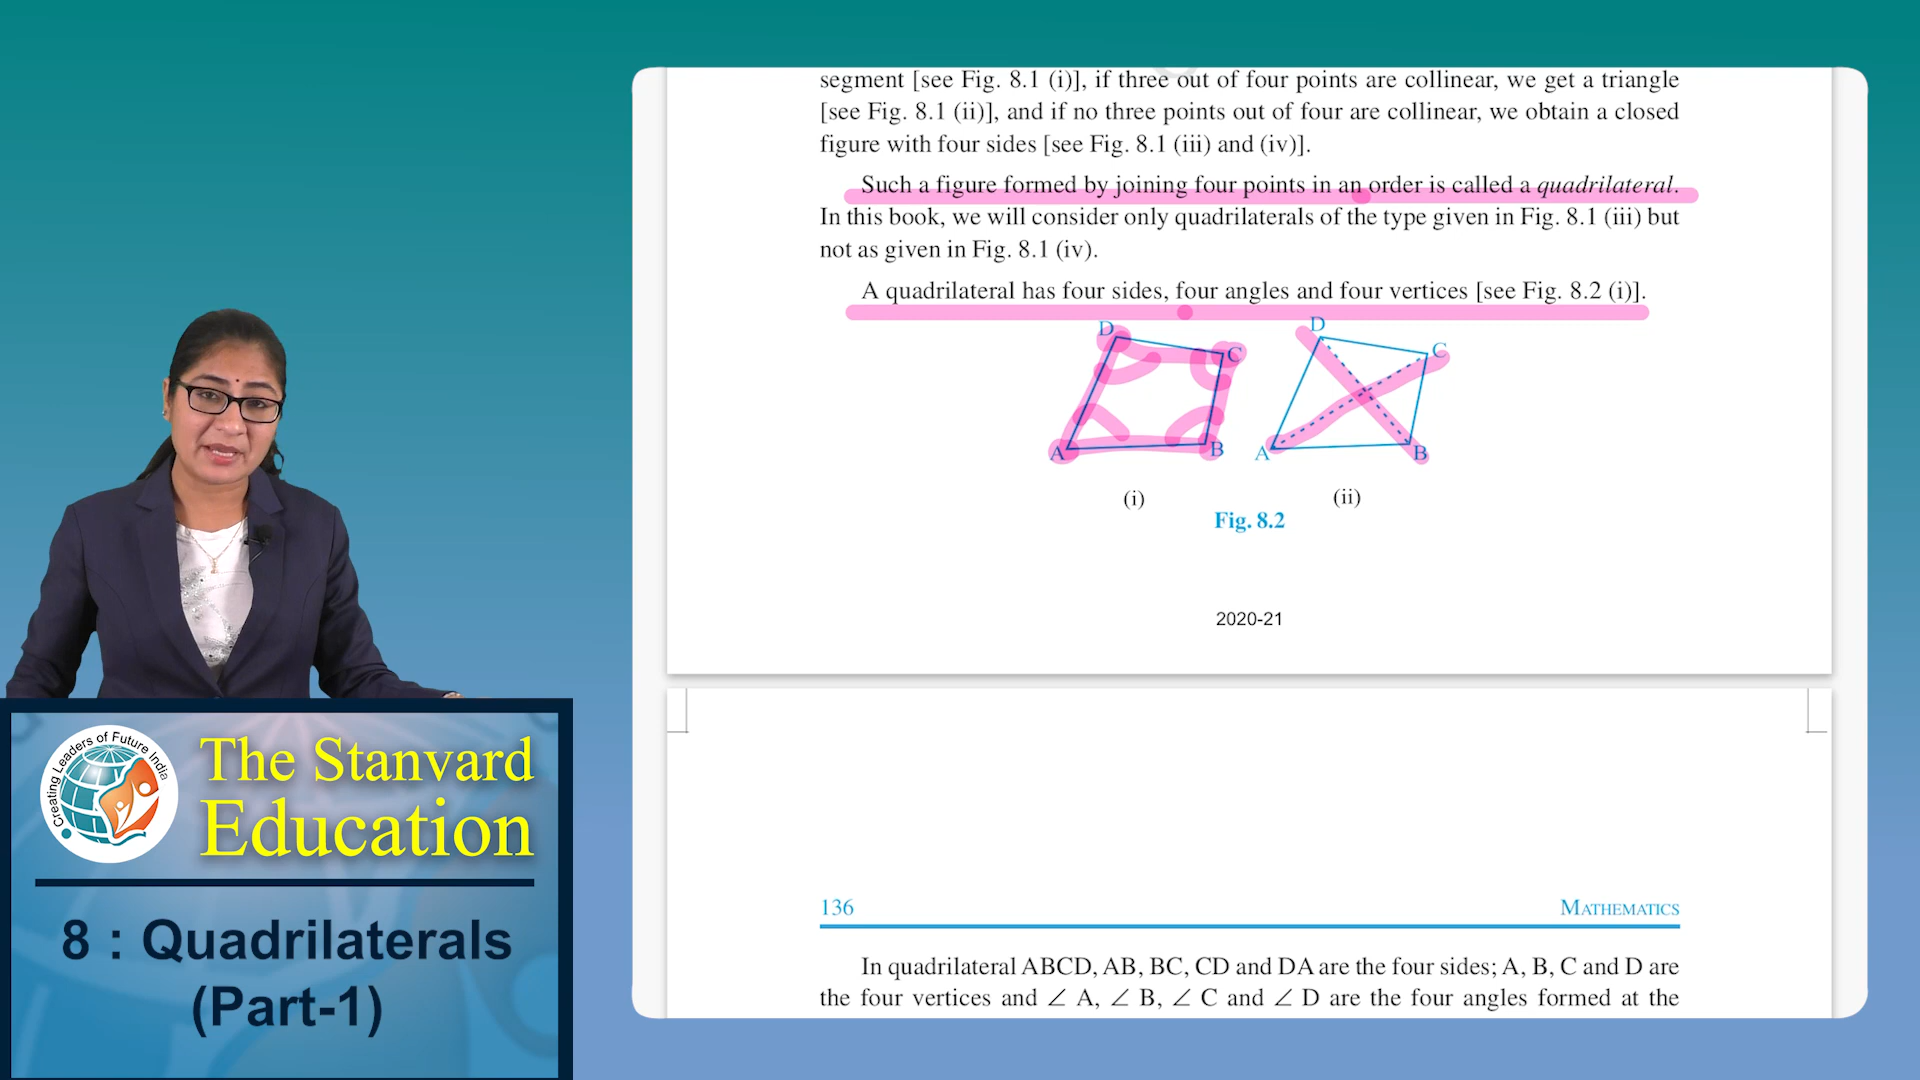 segment [see Fig. 8.1 (i)], if three out of four points are collinear, we get a triangle
[see Fig. 8.1 (ii)], and if no three points out of four are collinear, we obtain a closed
figure with four sides [see Fig. 8.1 (iii) and (iv)].
Such a figure formed by joining four points in an order is called a quadrilateral.
In this book, we will consider only quadrilaterals of the type given in Fig. 8.1 (iii) but
not as given in Fig. 8.1 (iv).
A quadrilateral has four sides, four angles and four vertices [see Fig. 8.2 (i)].
D C A B
D C A B
(i) (ii)
Fig. 8.2
2020-21
136 MATHEMATICS
In quadrilateral ABCD, AB, BC, CD and DA are the four sides; A, B, C and D are
the four vertices and ∠ A, ∠ B, ∠ C and ∠ D are the four angles formed at the
Creating Leaders of Future India
The Stanvard
Education
8 : Quadrilaterals
(Part-1)